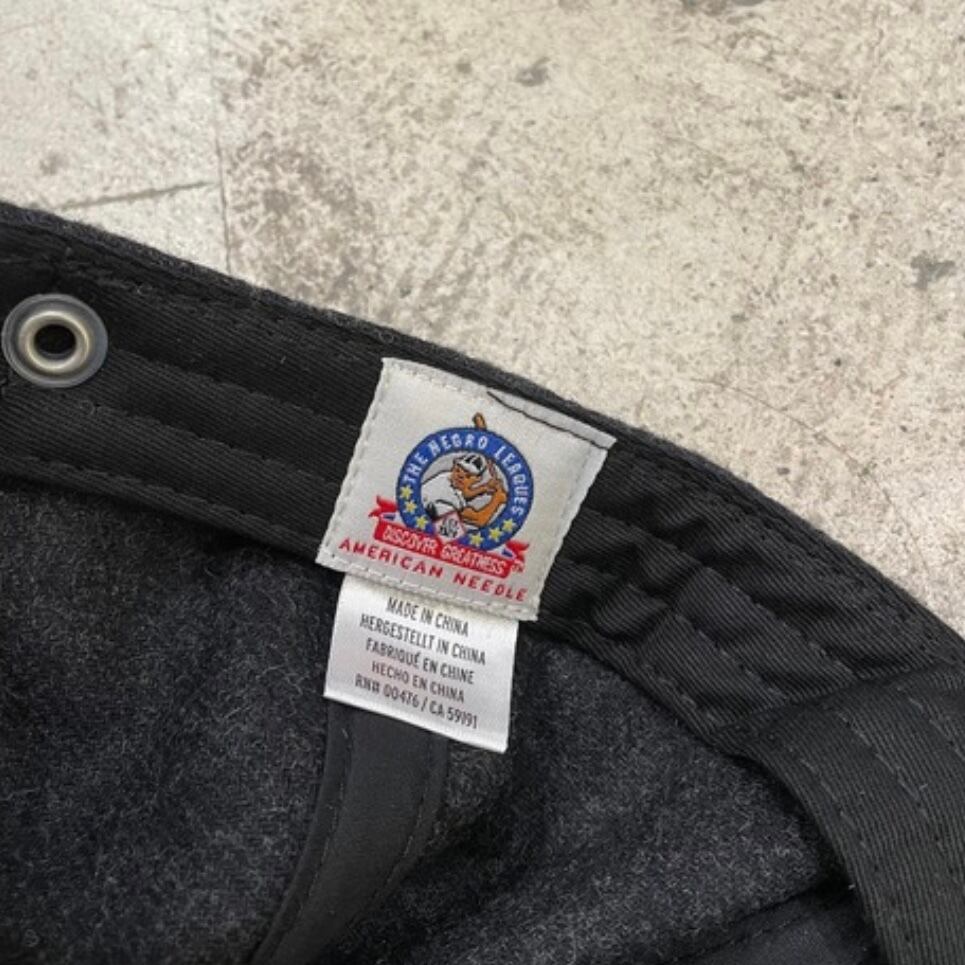 THE NEGRO LEAGUES
DISCOVER GREATNESS
AMERICAN NEEDLE
MADE IN CHINA
HERGESTELLT IN CHINA
FABRIQUÉ EN CHINE
HECHO EN CHINA
RN# 00476 / CA 59191